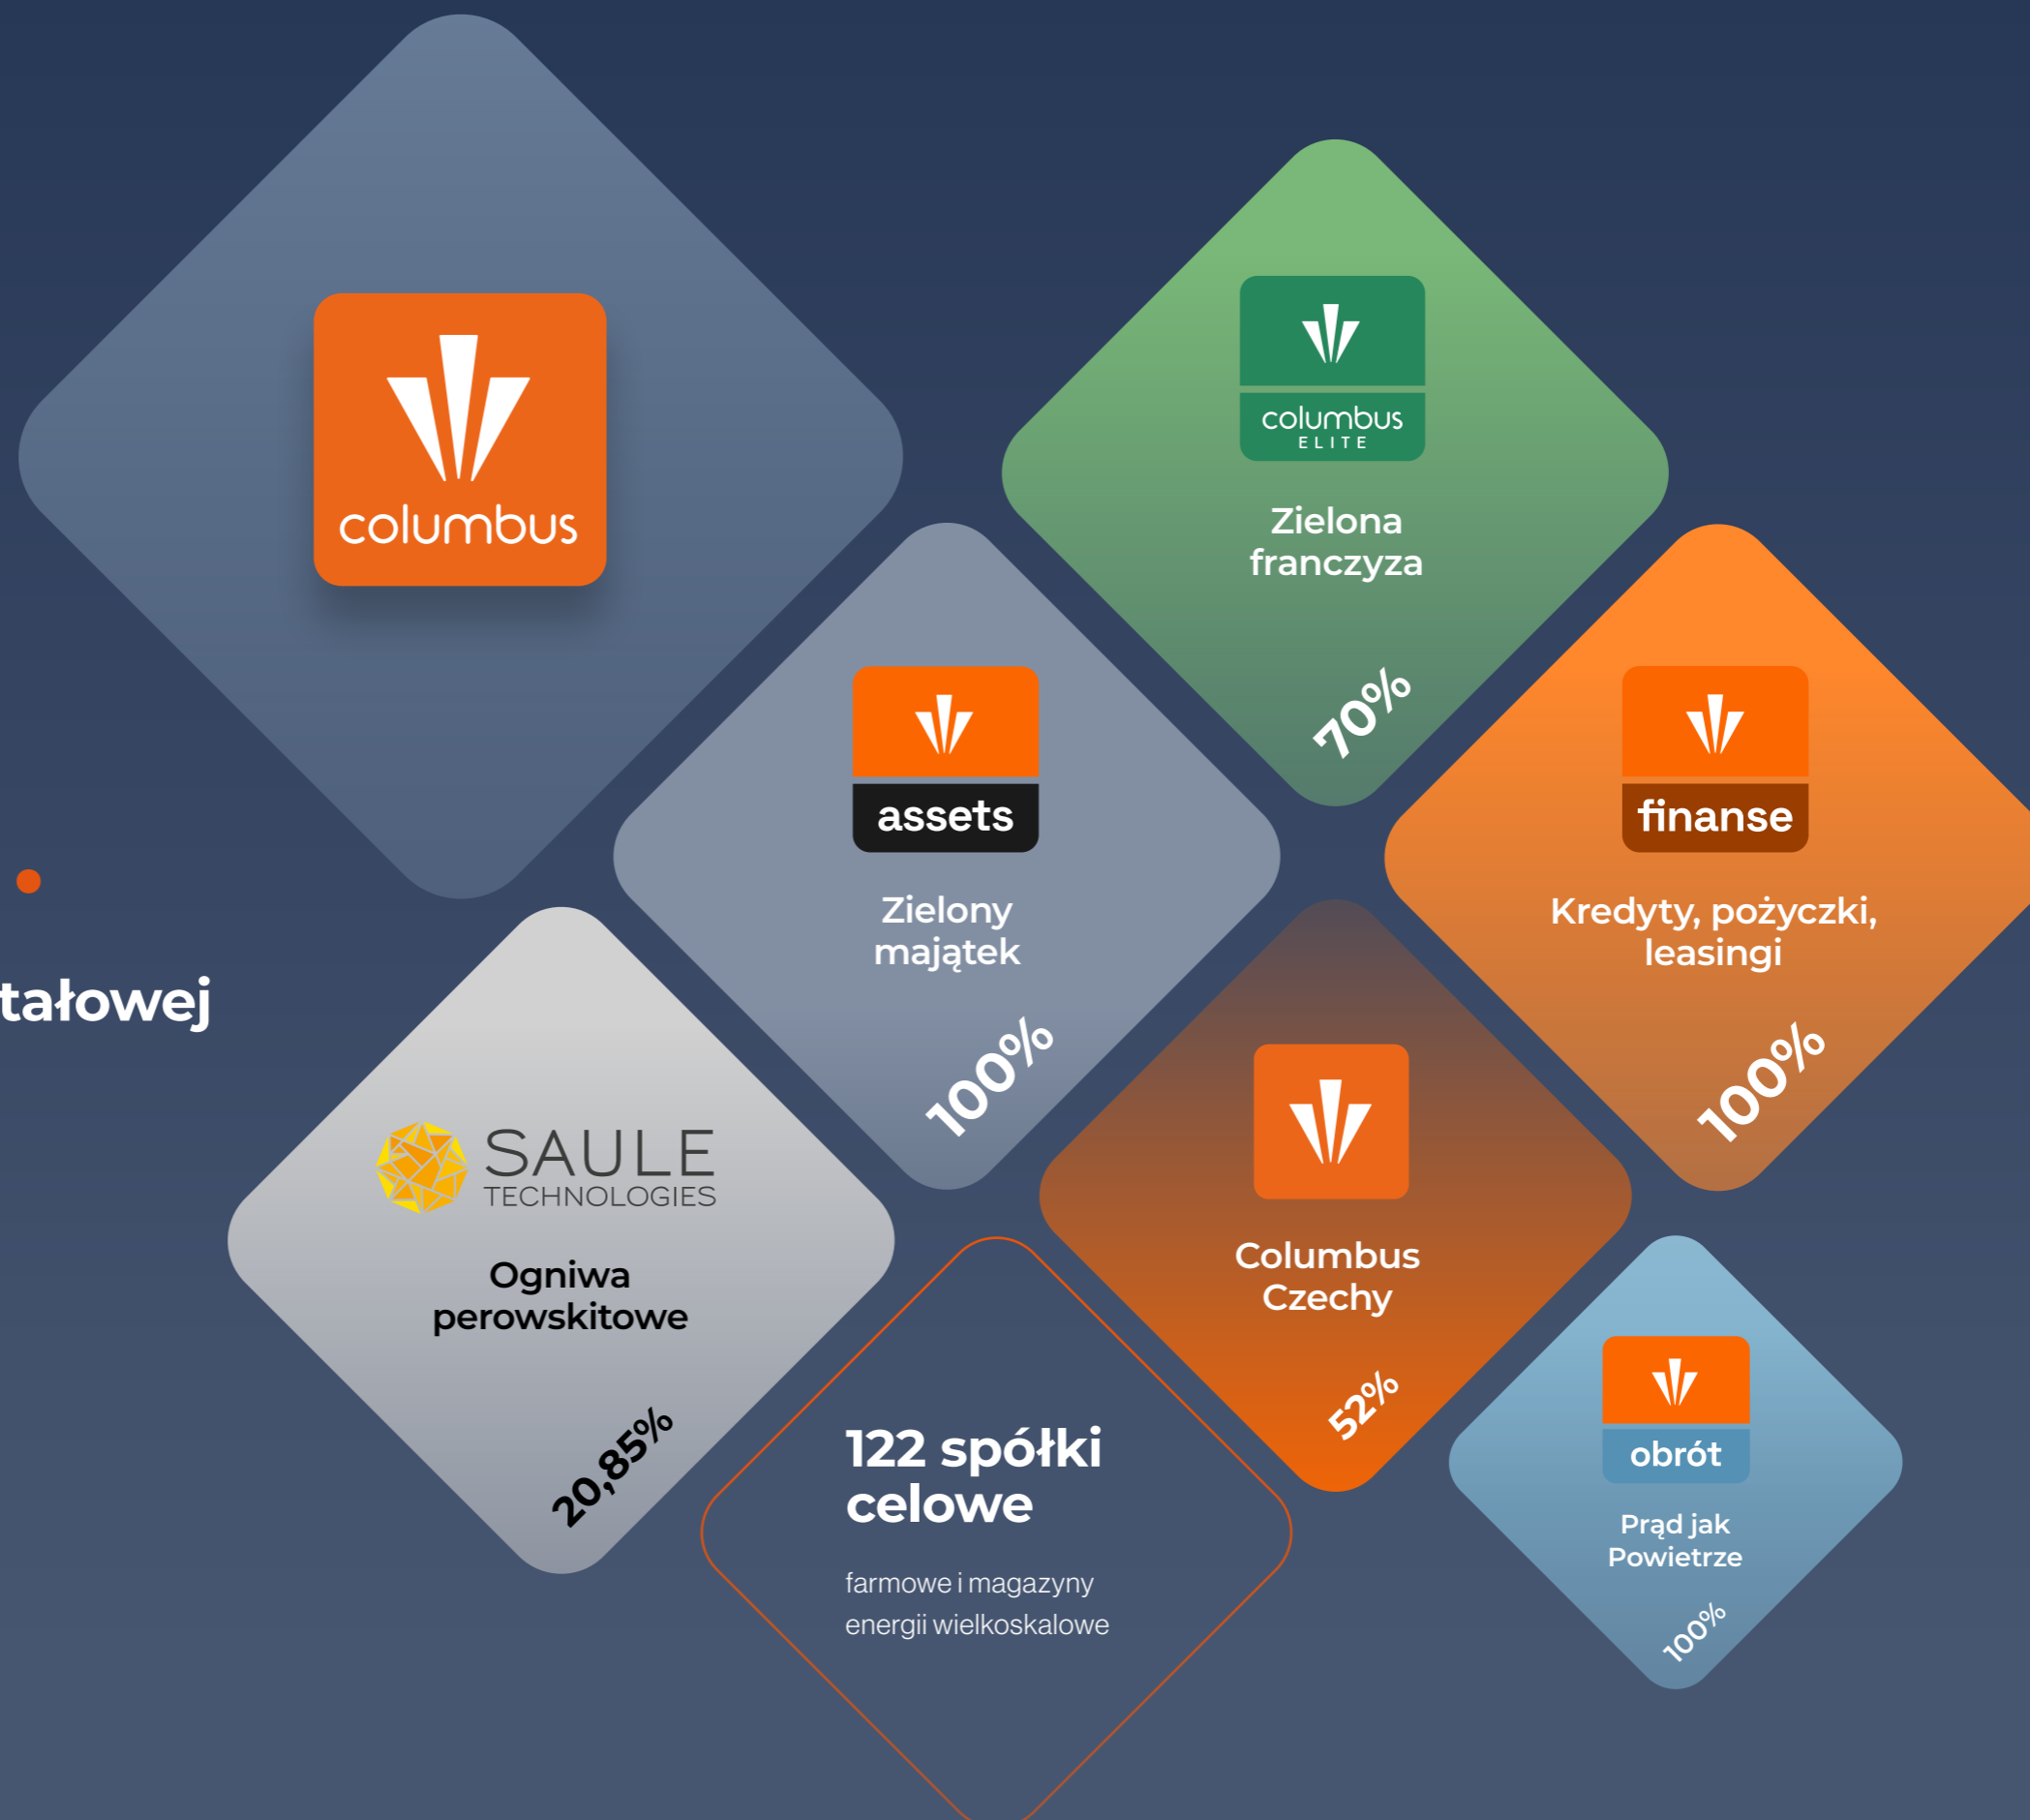 columbus
columbus
ELITE
Zielona
franczyza
70%
assets
Zielony
majątek
100%
finanse
Kredyty, pożyczki,
leasingi
100%
tałowej
SAULE
TECHNOLOGIES
Ogniwa
perowskitowe
20,85%
Columbus
Czechy
52%
122 spółki
celowe
farmowe i magazyny
energii wielkoskalowe
obrót
Prąd jak
Powietrze
100%